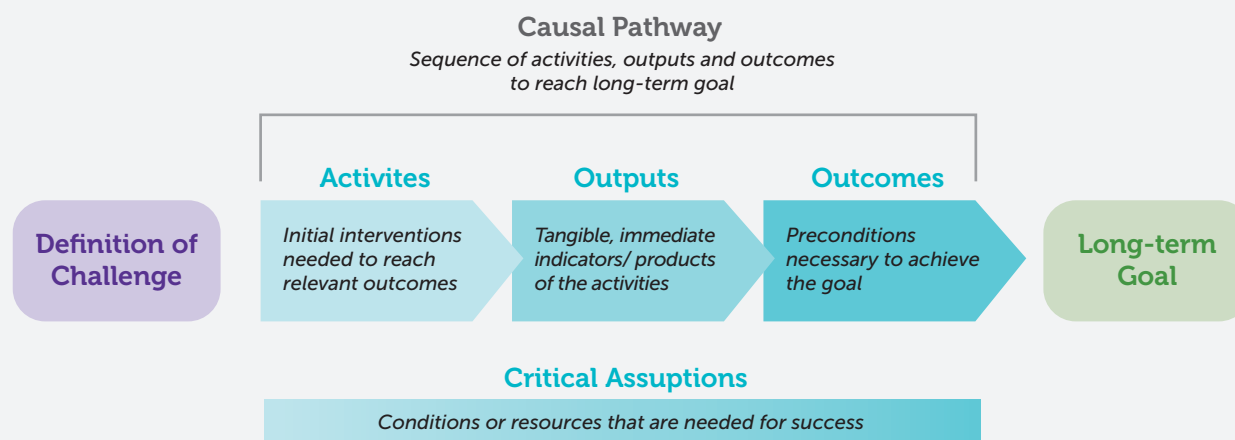 Causal Pathway
Sequence of activities, outputs and outcomes
to reach long-term goal
Definition of
Challenge
Activites
Initial interventions
needed to reach
relevant outcomes
Outputs
Tangible, immediate
indicators/ products
of the activities
Outcomes
Preconditions
necessary to achieve
the goal
Long-term
Goal
Critical Assuptions
Conditions or resources that are needed for success